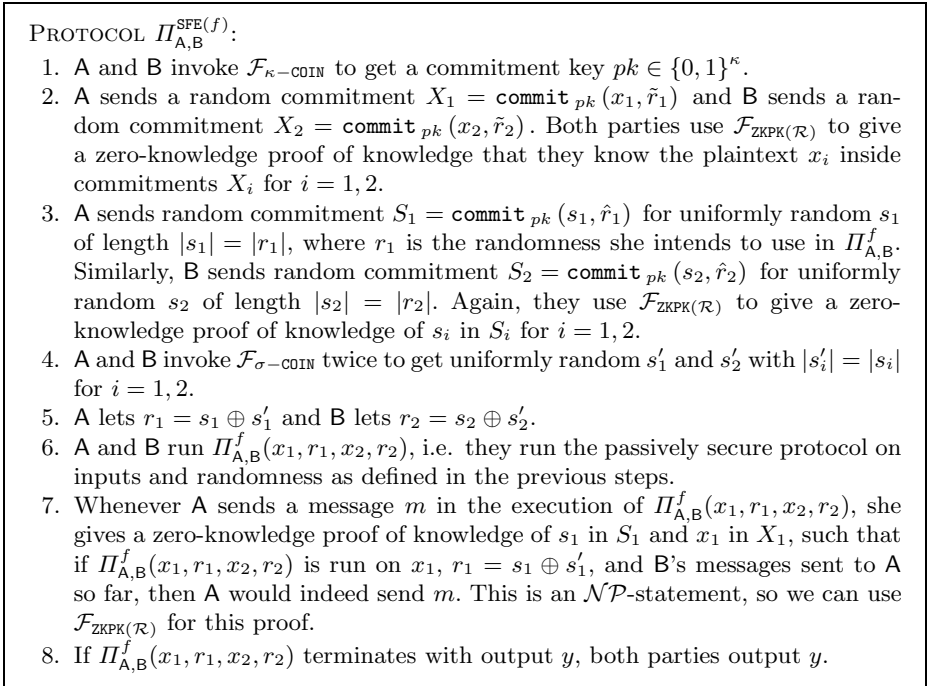 PROTOCOL Π_{A,B}^{SFE(f)}:
1. A and B invoke F_{κ−COIN} to get a commitment key pk ∈ {0, 1}^κ.
2. A sends a random commitment X_1 = commit_{pk}(x_1, r̃_1) and B sends a ran-
dom commitment X_2 = commit_{pk}(x_2, r̃_2). Both parties use F_{ZKPK(R)} to give
a zero-knowledge proof of knowledge that they know the plaintext x_i inside
commitments X_i for i = 1, 2.
3. A sends random commitment S_1 = commit_{pk}(s_1, r̂_1) for uniformly random s_1
of length |s_1| = |r_1|, where r_1 is the randomness she intends to use in Π_{A,B}^f.
Similarly, B sends random commitment S_2 = commit_{pk}(s_2, r̂_2) for uniformly
random s_2 of length |s_2| = |r_2|. Again, they use F_{ZKPK(R)} to give a zero-
knowledge proof of knowledge of s_i in S_i for i = 1, 2.
4. A and B invoke F_{σ−COIN} twice to get uniformly random s'_1 and s'_2 with |s'_i| = |s_i|
for i = 1, 2.
5. A lets r_1 = s_1 ⊕ s'_1 and B lets r_2 = s_2 ⊕ s'_2.
6. A and B run Π_{A,B}^f(x_1, r_1, x_2, r_2), i.e. they run the passively secure protocol on
inputs and randomness as defined in the previous steps.
7. Whenever A sends a message m in the execution of Π_{A,B}^f(x_1, r_1, x_2, r_2), she
gives a zero-knowledge proof of knowledge of s_1 in S_1 and x_1 in X_1, such that
if Π_{A,B}^f(x_1, r_1, x_2, r_2) is run on x_1, r_1 = s_1 ⊕ s'_1, and B's messages sent to A
so far, then A would indeed send m. This is an NP-statement, so we can use
F_{ZKPK(R)} for this proof.
8. If Π_{A,B}^f(x_1, r_1, x_2, r_2) terminates with output y, both parties output y.